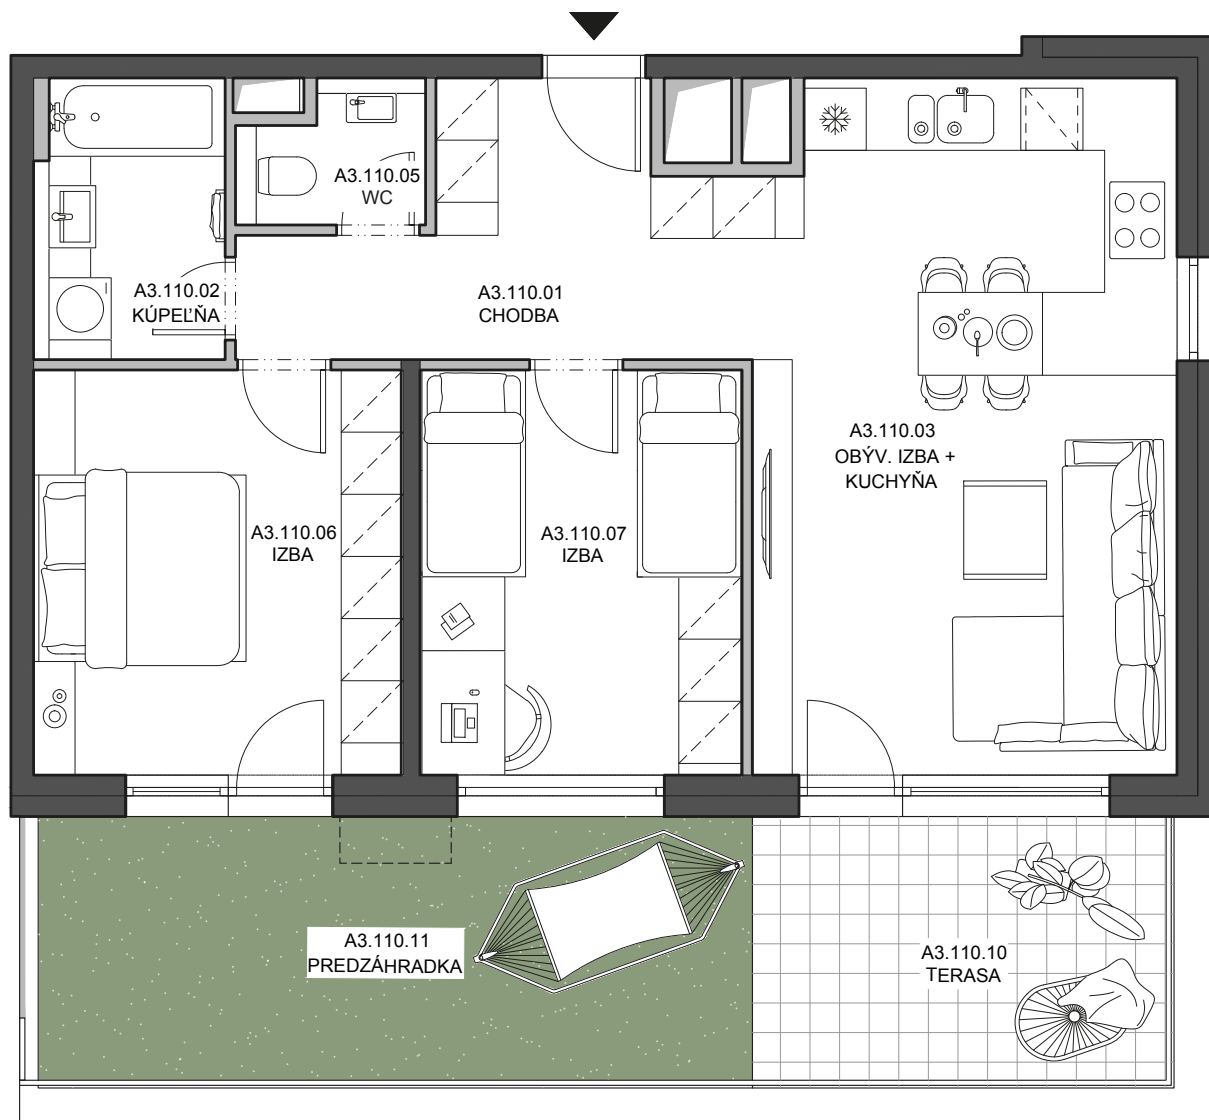 A3.110.05
WC
A3.110.02
KÚPEĽŇA
A3.110.01
CHODBA
A3.110.03
OBÝV. IZBA +
KUCHYŇA
A3.110.06
IZBA
A3.110.07
IZBA
A3.110.11
PREDZÁHRADKA
A3.110.10
TERASA